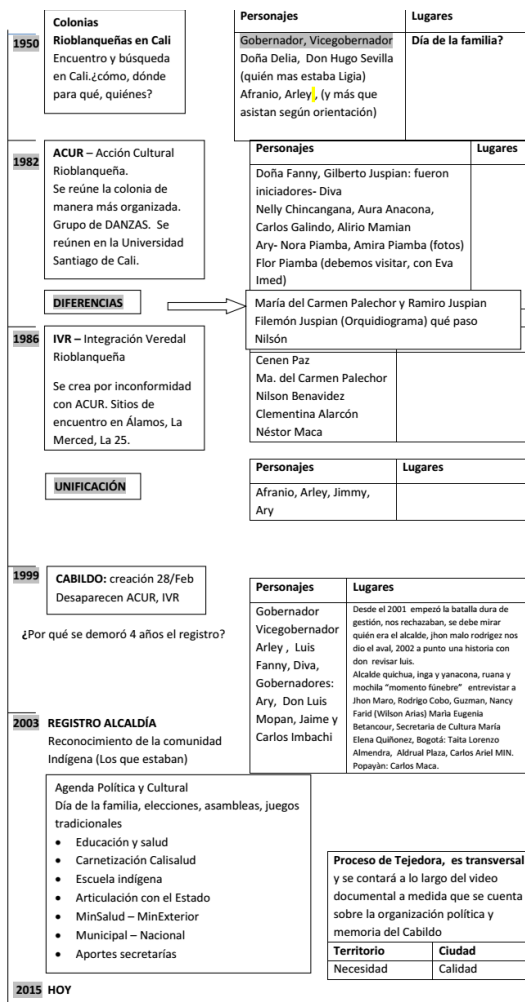 1950
Colonias
Rioblanqueñas en Cali
Encuentro y búsqueda
en Cali.¿cómo, dónde
para qué, quiénes?
Personajes
Lugares
Gobernador, Vicegobernador
Doña Delia, Don Hugo Sevilla
(quién mas estaba Ligia)
Afranio, Arley , (y más que
asistan según orientación)
Día de la familia?
1982
ACUR – Acción Cultural
Rioblanqueña.
Se reúne la colonia de
manera más organizada.
Grupo de DANZAS. Se
reúnen en la Universidad
Santiago de Cali.
Personajes
Lugares
Doña Fanny, Gilberto Juspian: fueron
iniciadores- Diva
Nelly Chincangana, Aura Anacona,
Carlos Galindo, Alirio Mamian
Ary- Nora Piamba, Amira Piamba (fotos)
Flor Piamba (debemos visitar, con Eva
Imed)
DIFERENCIAS
María del Carmen Palechor y Ramiro Juspian
Filemón Juspian (Orquidiograma) qué paso
Nilsón
1986
IVR – Integración Veredal
Rioblanqueña
Se crea por inconformidad
con ACUR. Sitios de
encuentro en Álamos, La
Merced, La 25.
Cenen Paz
Ma. del Carmen Palechor
Nilson Benavidez
Clementina Alarcón
Néstor Maca
UNIFICACIÓN
Personajes
Lugares
Afranio, Arley, Jimmy,
Ary
1999
CABILDO: creación 28/Feb
Desaparecen ACUR, IVR
¿Por qué se demoró 4 años el registro?
Personajes
Lugares
Gobernador
Vicegobernador
Arley , Luis
Fanny, Diva,
Gobernadores:
Ary, Don Luis
Mopan, Jaime y
Carlos Imbachi
Desde el 2001 empezó la batalla dura de
gestión, nos rechazaban, se debe mirar
quién era el alcalde, jhon malo rodrigez nos
dio el aval, 2002 a punto una historia con
don revisar luis.
Alcalde quichua, inga y yanacona, ruana y
mochila “momento fúnebre” entrevistar a
Jhon Maro, Rodrigo Cobo, Guzman, Nancy
Farid (Wilson Arias) Maria Eugenia
Betancour, Secretaria de Cultura María
Elena Quiñonez, Bogotá: Taita Lorenzo
Almendra, Aldrual Plaza, Carlos Ariel MIN.
Popayàn: Carlos Maca.
2003 REGISTRO ALCALDÍA
Reconocimiento de la comunidad
Indígena (Los que estaban)
Agenda Política y Cultural
Día de la familia, elecciones, asambleas, juegos
tradicionales
• Educación y salud
• Carnetización Calisalud
• Escuela indígena
• Articulación con el Estado
• MinSalud – MinExterior
• Municipal – Nacional
• Aportes secretarías
Proceso de Tejedora, es transversal
y se contará a lo largo del video
documental a medida que se cuenta
sobre la organización política y
memoria del Cabildo
Territorio
Ciudad
Necesidad
Calidad
2015 HOY